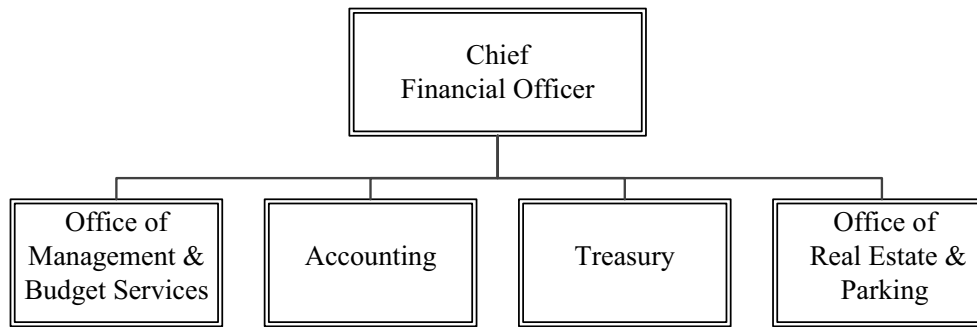 Chief
Financial Officer
Office of
Management &
Budget Services
Accounting
Treasury
Office of
Real Estate &
Parking